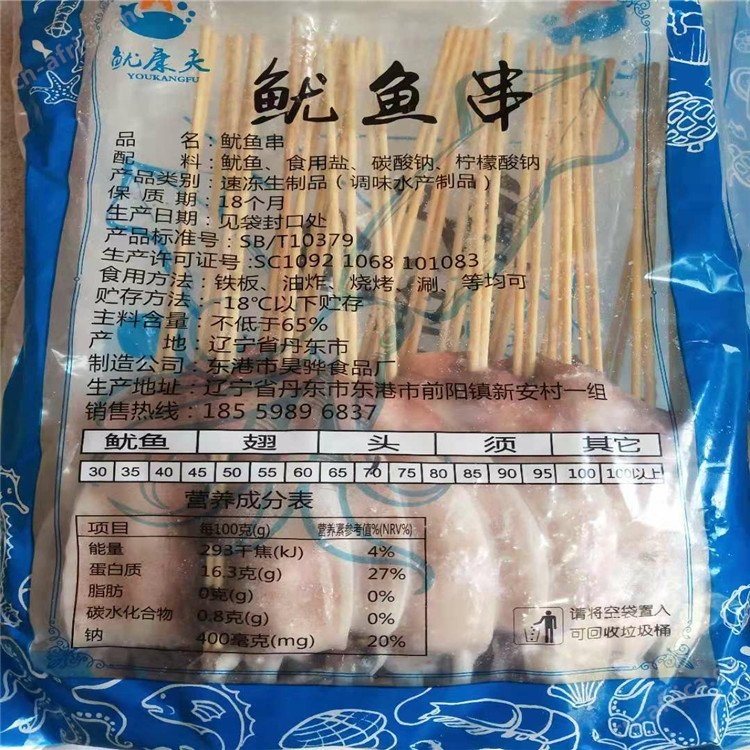 鱿康夫
YOUKANGFU
鱿鱼串
品 名：鱿鱼串
配 料：鱿鱼、食用盐、碳酸钠、柠檬酸钠
产品类别：速冻生制品（调味水产制品）
保 质 期：18个月
生产日期：见袋封口处
产品标准号：SB/T10379
生产许可证号：SC1092 1068 101083
食用方法：铁板、油炸、烧烤、涮、等均可
贮存方法：-18℃以下贮存
主料含量：不低于65%
产 地：辽宁省丹东市
制造公司：东港市昊骅食品厂
生产地址：辽宁省丹东市东港市前阳镇新安村一组
销售热线：185 5989 6837
鱿鱼 翅 头 须 其它
30 35 40 45 50 55 60 65 70 75 80 85 90 95 100 100以上
营养成分表
项目 每100克(g) 营养素参考值%(NRV%)
能量 293千焦(kJ) 4%
蛋白质 16.3克(g) 27%
脂肪 0克(g) 0%
碳水化合物 0.8克(g) 0%
钠 400毫克(mg) 20%
请将空袋置入
可回收垃圾桶